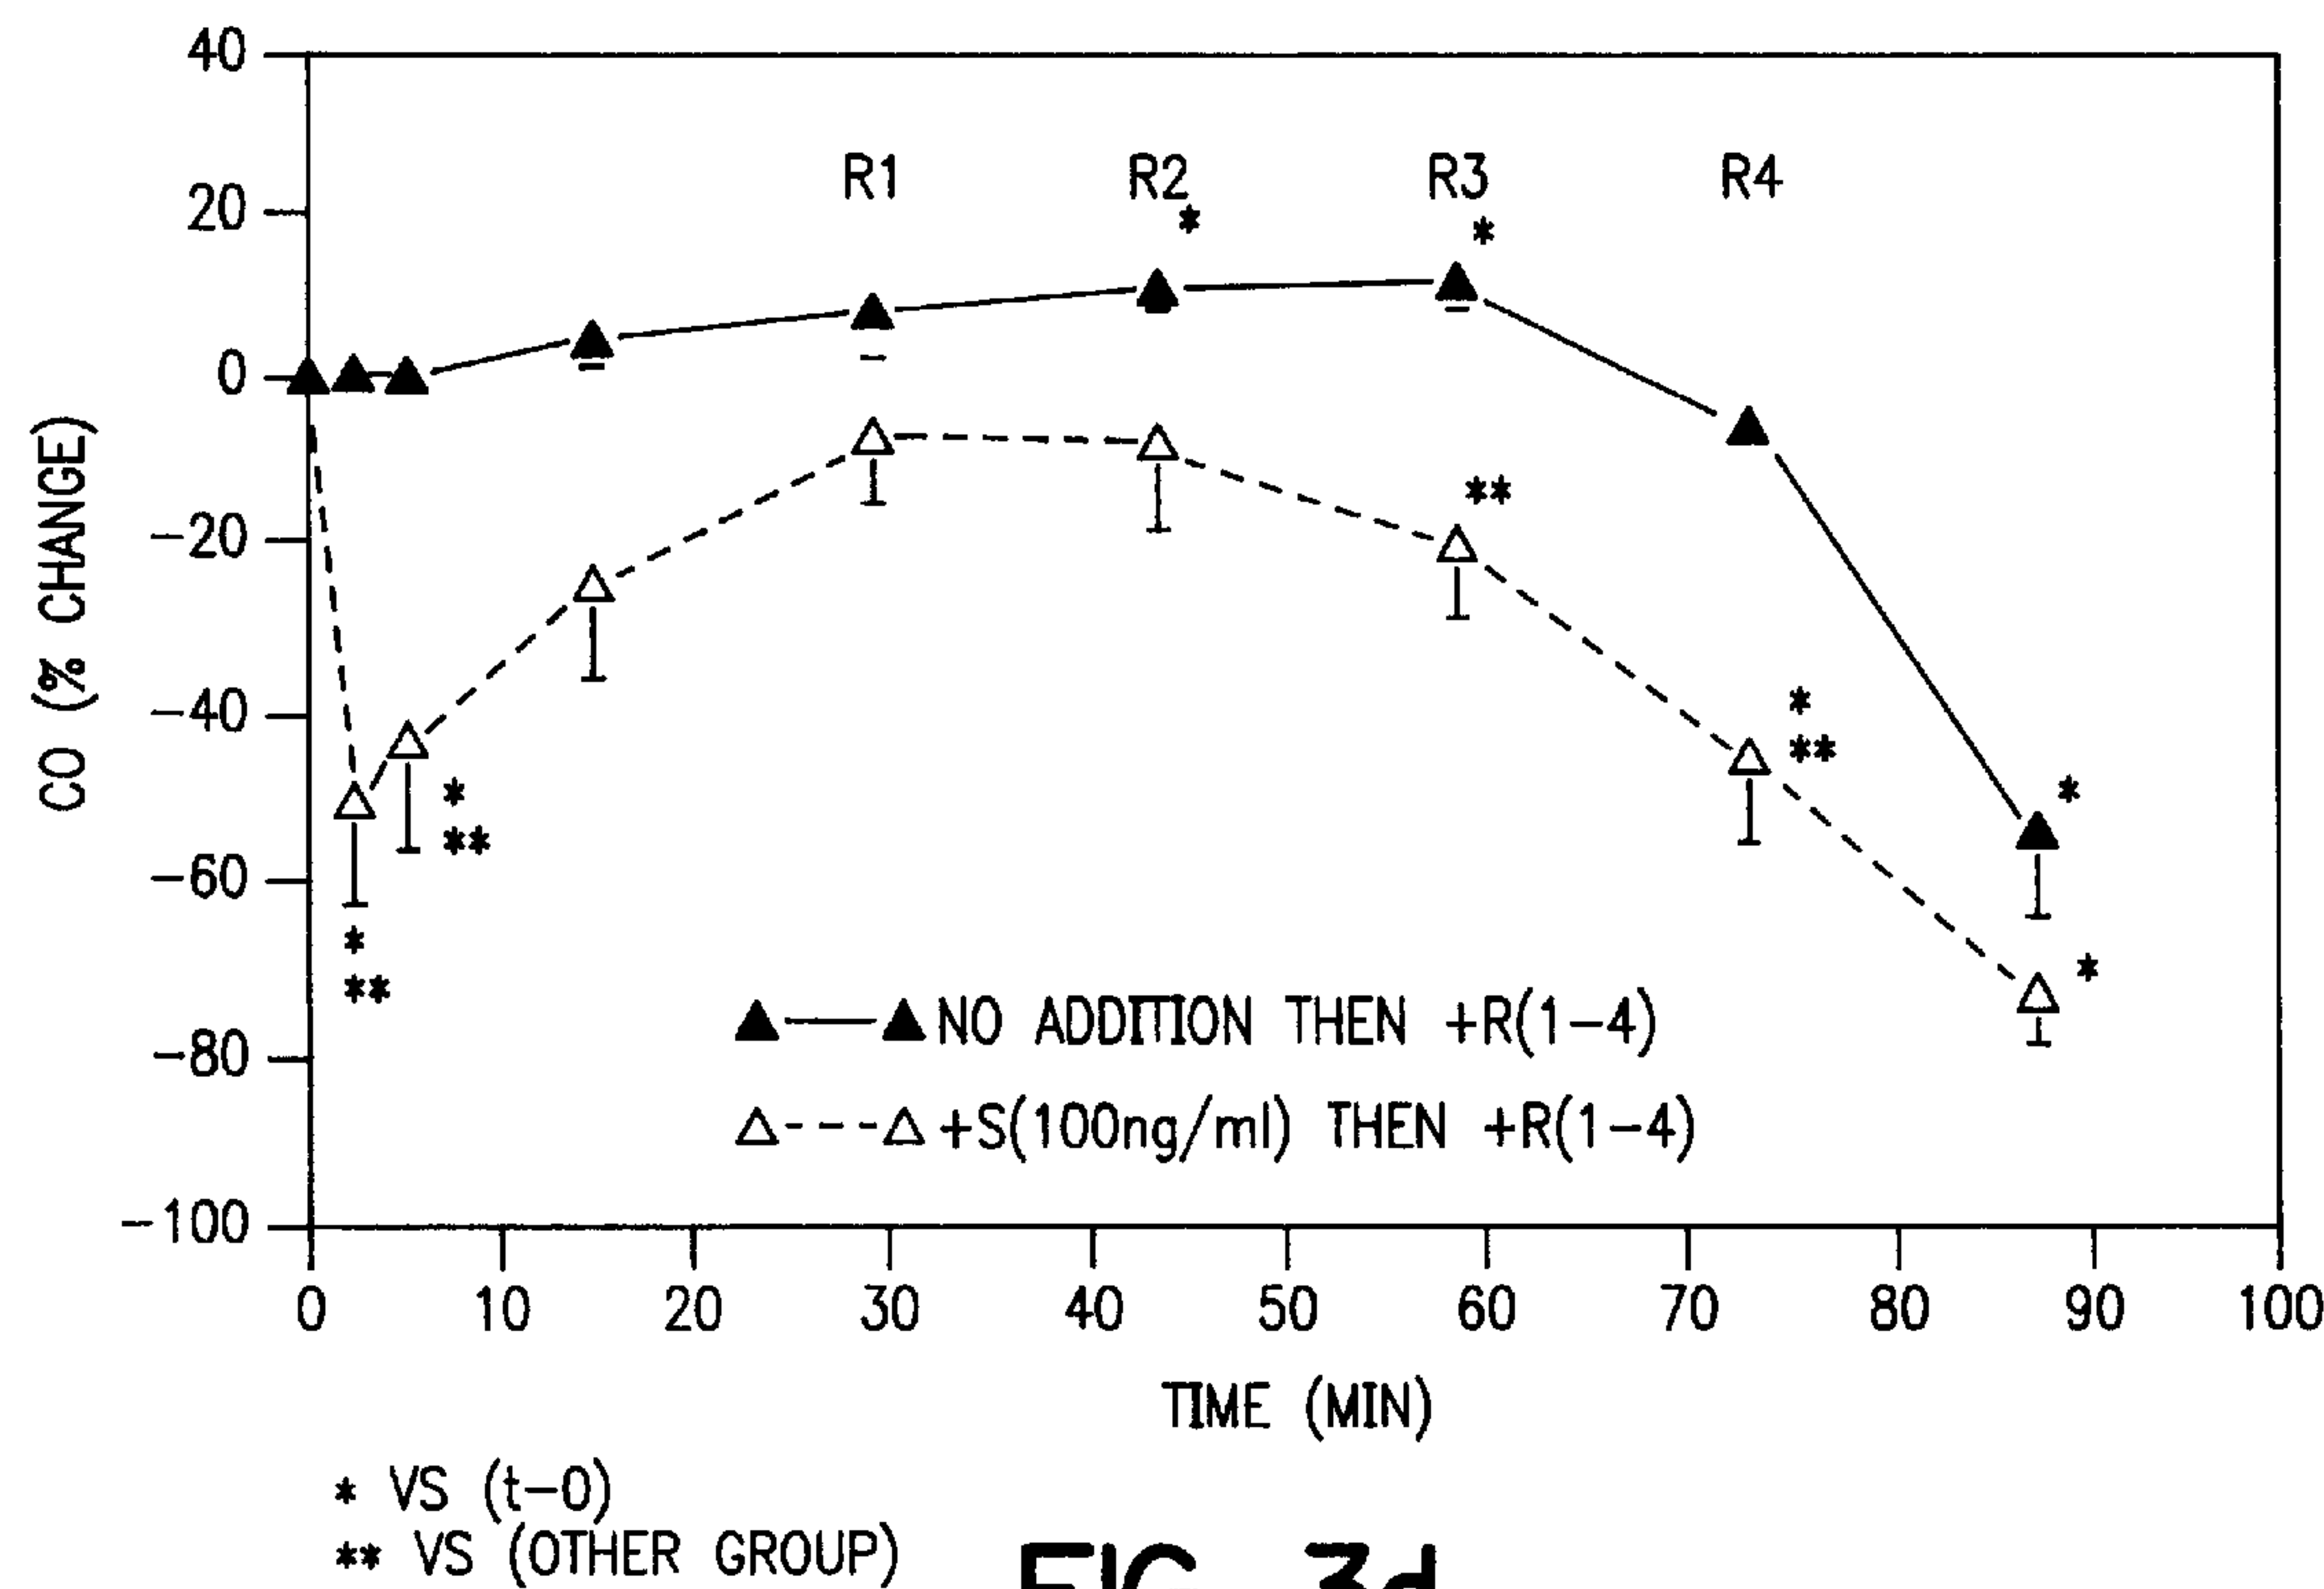 40
20
0
-20
-40
-60
-80
-100
CO (% CHANGE)
R1 R2 R3 R4
*
*
**
*
**
*
**
*
*
**
*
NO ADDITION THEN +R(1-4)
+S(100ng/ml) THEN +R(1-4)
0 10 20 30 40 50 60 70 80 90 100
TIME (MIN)
* VS (t-0)
** VS (OTHER GROUP)
FIG. 3d